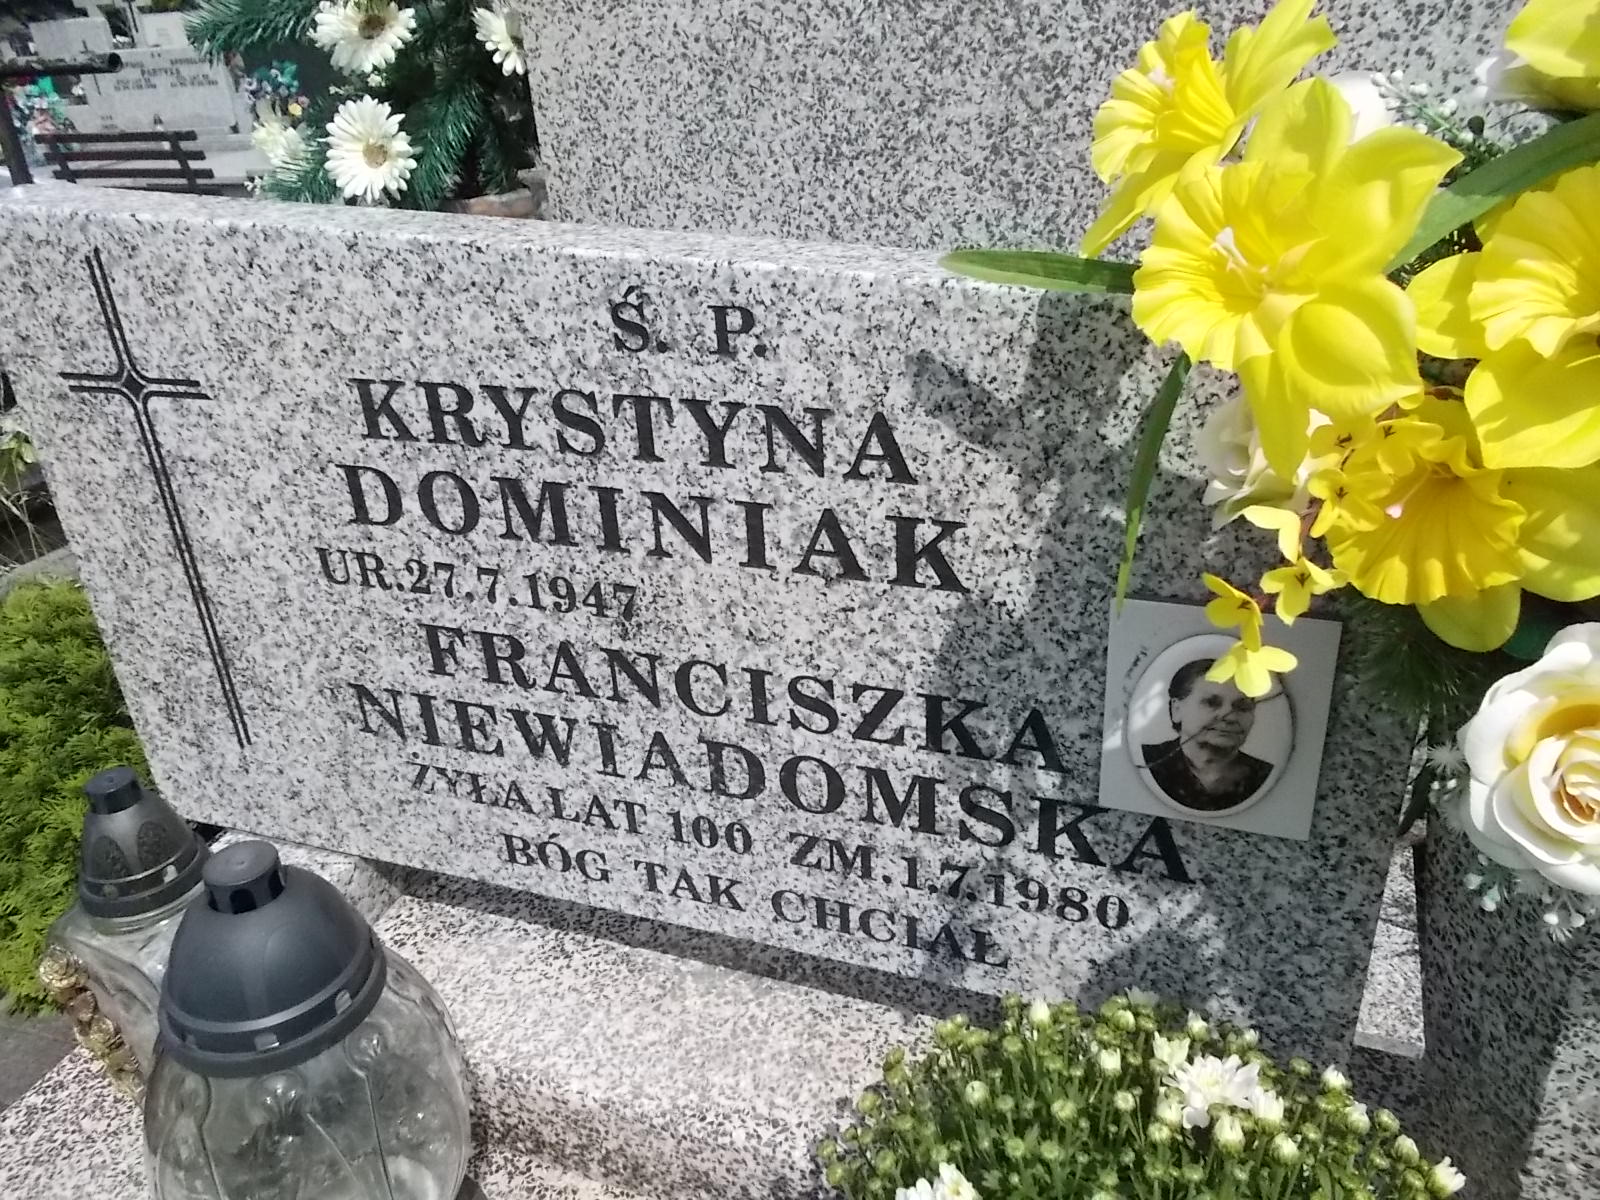 Ś. P.
KRYSTYNA
DOMINIAK
UR.27.7.1947
FRANCISZKA
NIEWIADOMSKA
ŻYŁA LAT 100 ZM.1.7.1980
BÓG TAK CHCIAŁ